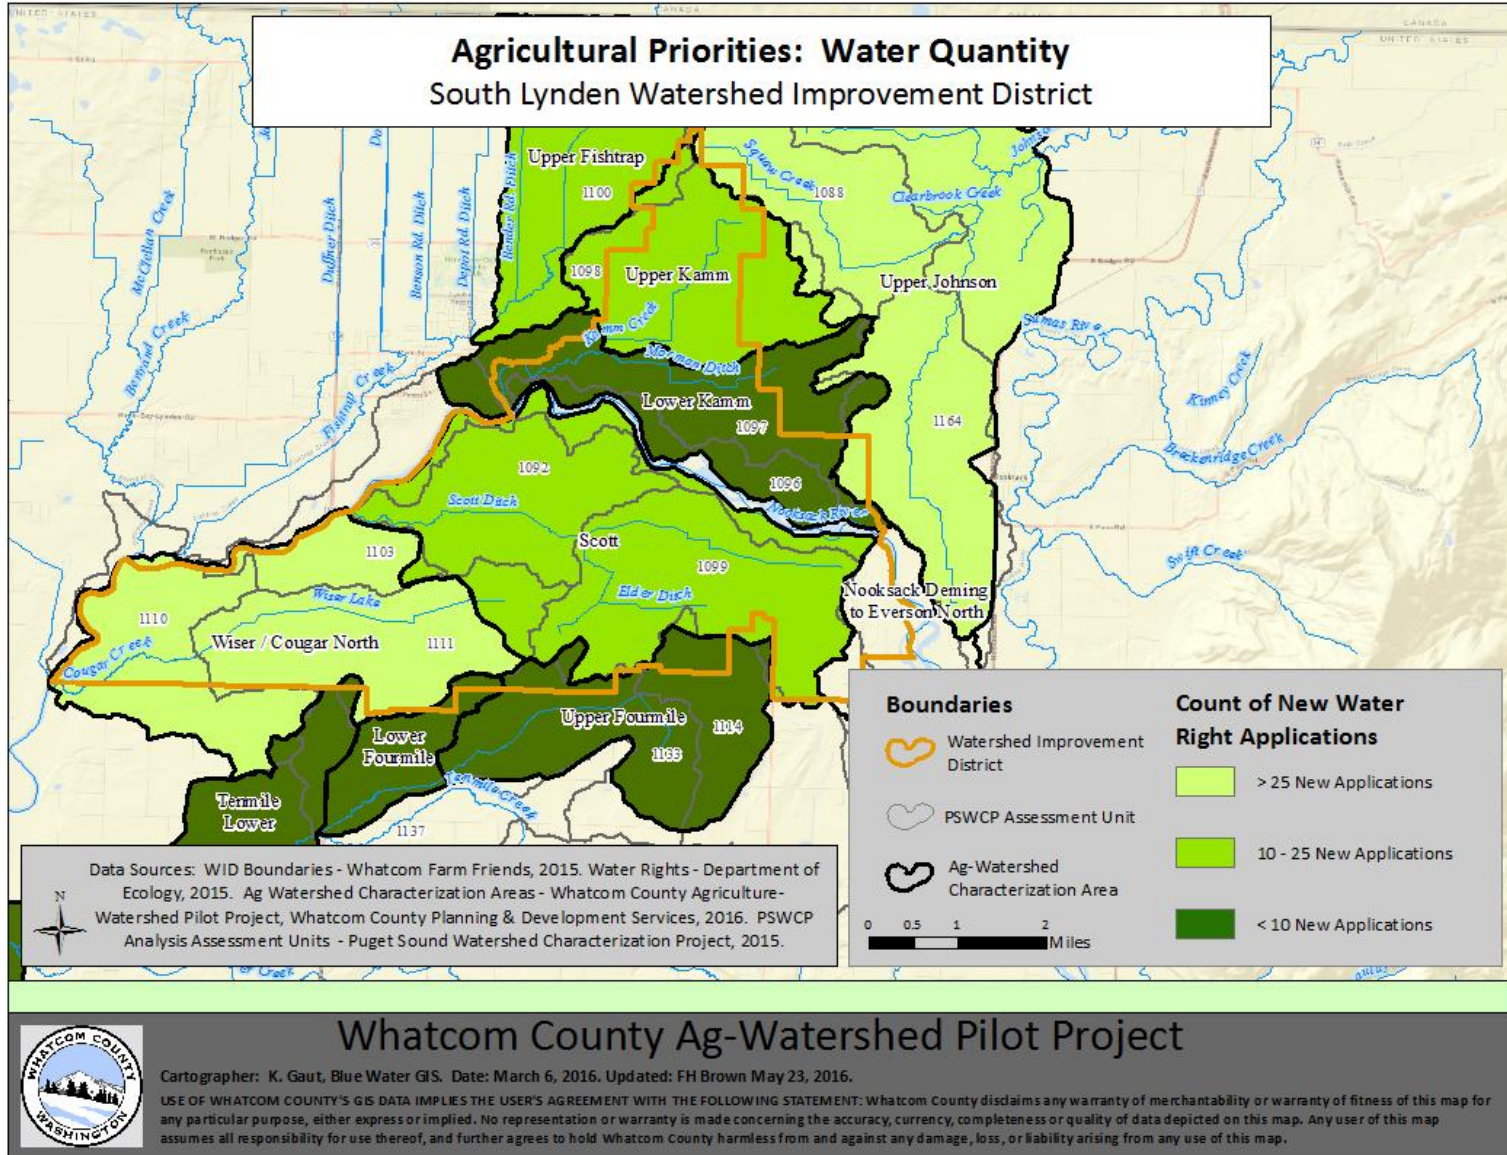 UNITED STATES
CANADA
CANADA
UNITED STATES
Agricultural Priorities: Water Quantity
South Lynden Watershed Improvement District
McClellan Creek
Bertrand Creek
Duffner Ditch
Benson Rd. Ditch
Depot Rd. Ditch
Bender Rd. Ditch
Fishtrap Creek
Upper Fishtrap
1100
Squaw Creek
1088
Clearbrook Creek
1098
Upper Kamm
Upper Johnson
Kamm Creek
Mormon Ditch
Sumas River
Kinney Creek
Breckenridge Creek
Swift Creek
Lower Kamm
1097
1164
1092
1096
Scott Ditch
Nooksack River
Scott
1103
1099
Elder Ditch
Nooksack Deming
to Everson North
Wiser Lake
1110
Wiser / Cougar North
1111
Cougar Creek
Upper Fourmile
1114
1133
Lower
Fourmile
Tenmile Creek
Tenmile
Lower
1137
Boundaries
Watershed Improvement
District
PSWCP Assessment Unit
Ag-Watershed
Characterization Area
0 0.5 1 2
Miles
Count of New Water
Right Applications
> 25 New Applications
10 - 25 New Applications
< 10 New Applications
N
Data Sources: WID Boundaries - Whatcom Farm Friends, 2015. Water Rights - Department of
Ecology, 2015. Ag Watershed Characterization Areas - Whatcom County Agriculture-
Watershed Pilot Project, Whatcom County Planning & Development Services, 2016. PSWCP
Analysis Assessment Units - Puget Sound Watershed Characterization Project, 2015.
WHATCOM COUNTY
WASHINGTON
Whatcom County Ag-Watershed Pilot Project
Cartographer: K. Gaut, Blue Water GIS. Date: March 6, 2016. Updated: FH Brown May 23, 2016.
USE OF WHATCOM COUNTY'S GIS DATA IMPLIES THE USER'S AGREEMENT WITH THE FOLLOWING STATEMENT: Whatcom County disclaims any warranty of merchantability or warranty of fitness of this map for
any particular purpose, either express or implied. No representation or warranty is made concerning the accuracy, currency, completeness or quality of data depicted on this map. Any user of this map
assumes all responsibility for use thereof, and further agrees to hold Whatcom County harmless from and against any damage, loss, or liability arising from any use of this map.